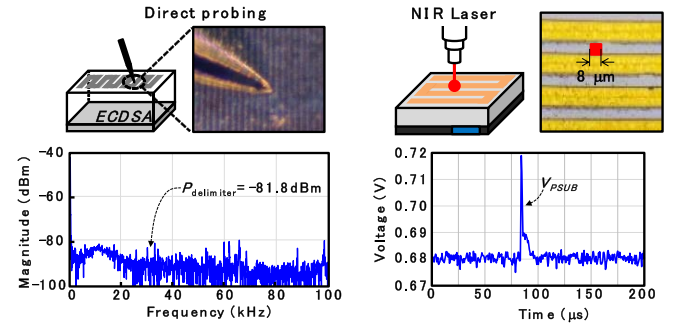 Direct probing
NIR Laser
ECDSA
8 μm
-40
-60
-80
-100
Magnitude (dBm)
P_delimiter = -81.8dBm
0 20 40 60 80 100
Frequency (kHz)
0.72
0.71
0.70
0.69
0.68
0.67
Voltage (V)
V_PSUB
0 50 100 150 200
Time (μs)